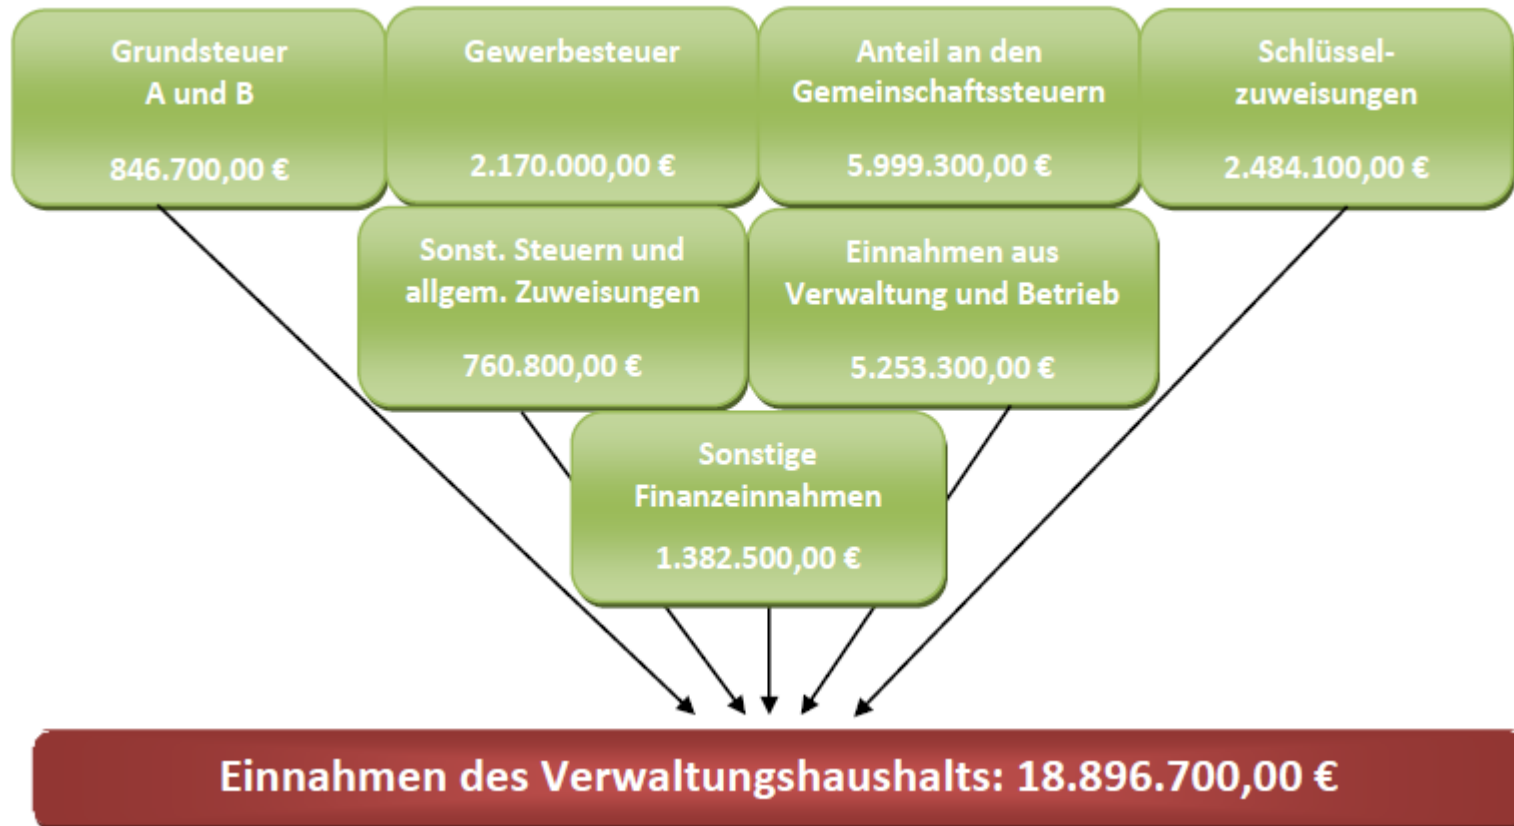 Grundsteuer
A und B
846.700,00 €
Gewerbesteuer
2.170.000,00 €
Anteil an den
Gemeinschaftssteuern
5.999.300,00 €
Schlüssel-
zuweisungen
2.484.100,00 €
Sonst. Steuern und
allgem. Zuweisungen
760.800,00 €
Einnahmen aus
Verwaltung und Betrieb
5.253.300,00 €
Sonstige
Finanzeinnahmen
1.382.500,00 €
Einnahmen des Verwaltungshaushalts: 18.896.700,00 €